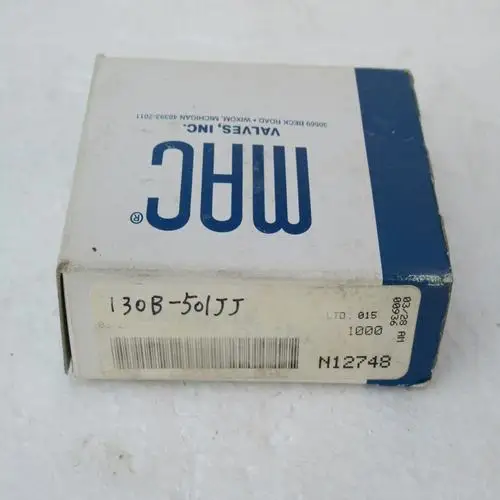 MAC®
VALVES, INC.
30569 BECK ROAD • WIXOM, MICHIGAN 48393-2011
130B-501JJ
LTD: 015
1000
N12748
03/28 AM
00936